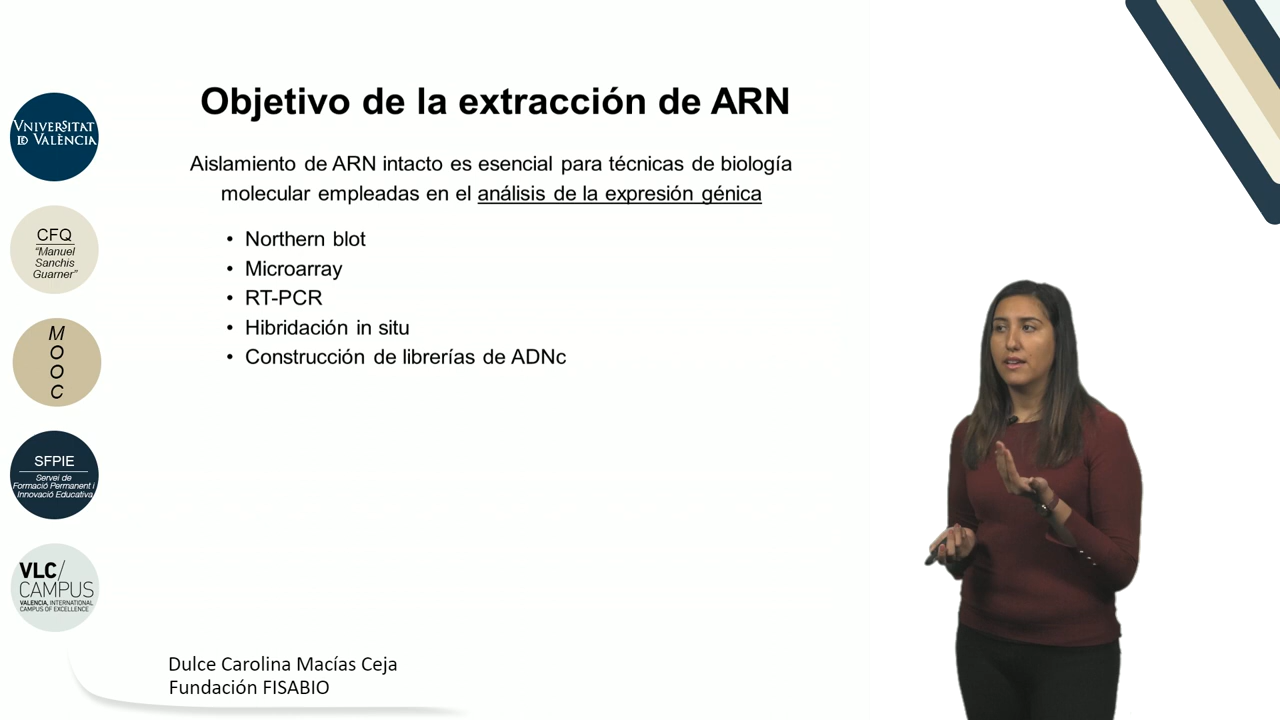 Objetivo de la extracción de ARN
Aislamiento de ARN intacto es esencial para técnicas de biología
molecular empleadas en el análisis de la expresión génica
• Northern blot
• Microarray
• RT-PCR
• Hibridación in situ
• Construcción de librerías de ADNc
VNIVERSITAT
ID VALÈNCIA
CFQ
"Manuel
Sanchis
Guarner"
M
O
O
C
SFPIE
Servei de
Formació Permanent i
Innovació Educativa
VLC/
CAMPUS
VALENCIA, INTERNATIONAL
CAMPUS OF EXCELLENCE
Dulce Carolina Macías Ceja
Fundación FISABIO